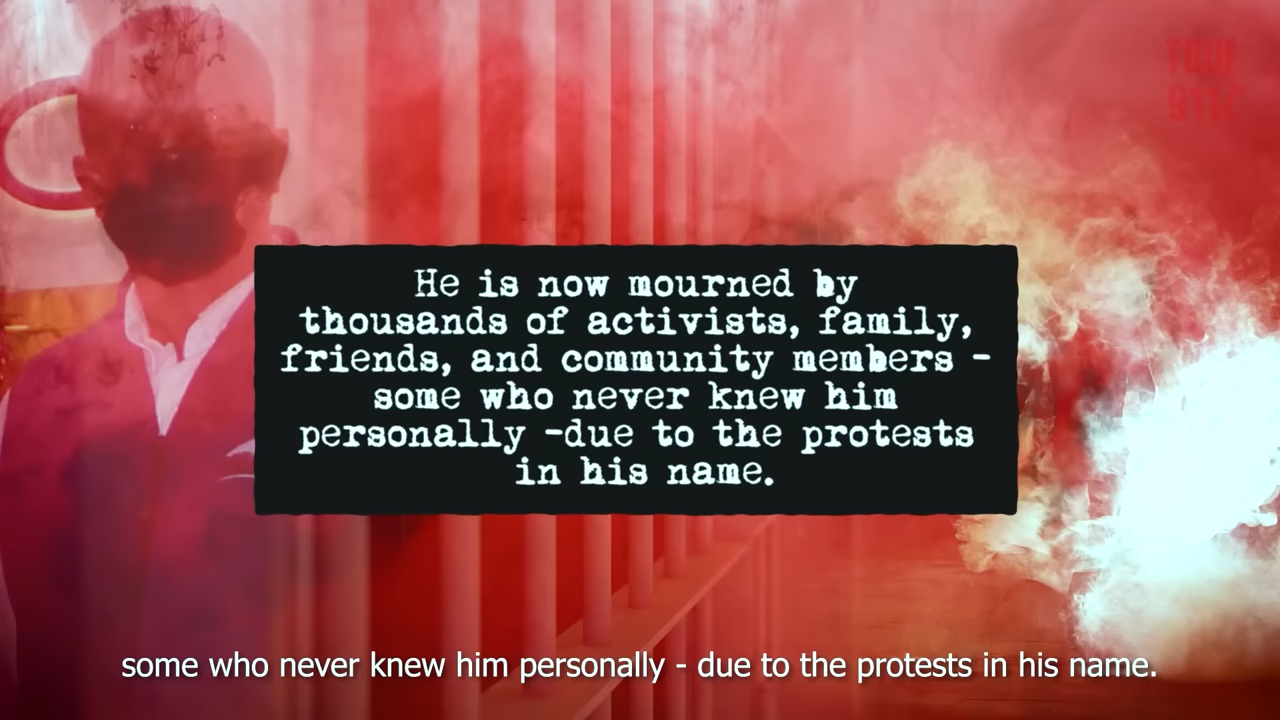 He is now mourned by
thousands of activists, family,
friends, and community members -
some who never knew him
personally -due to the protests
in his name.
some who never knew him personally - due to the protests in his name.